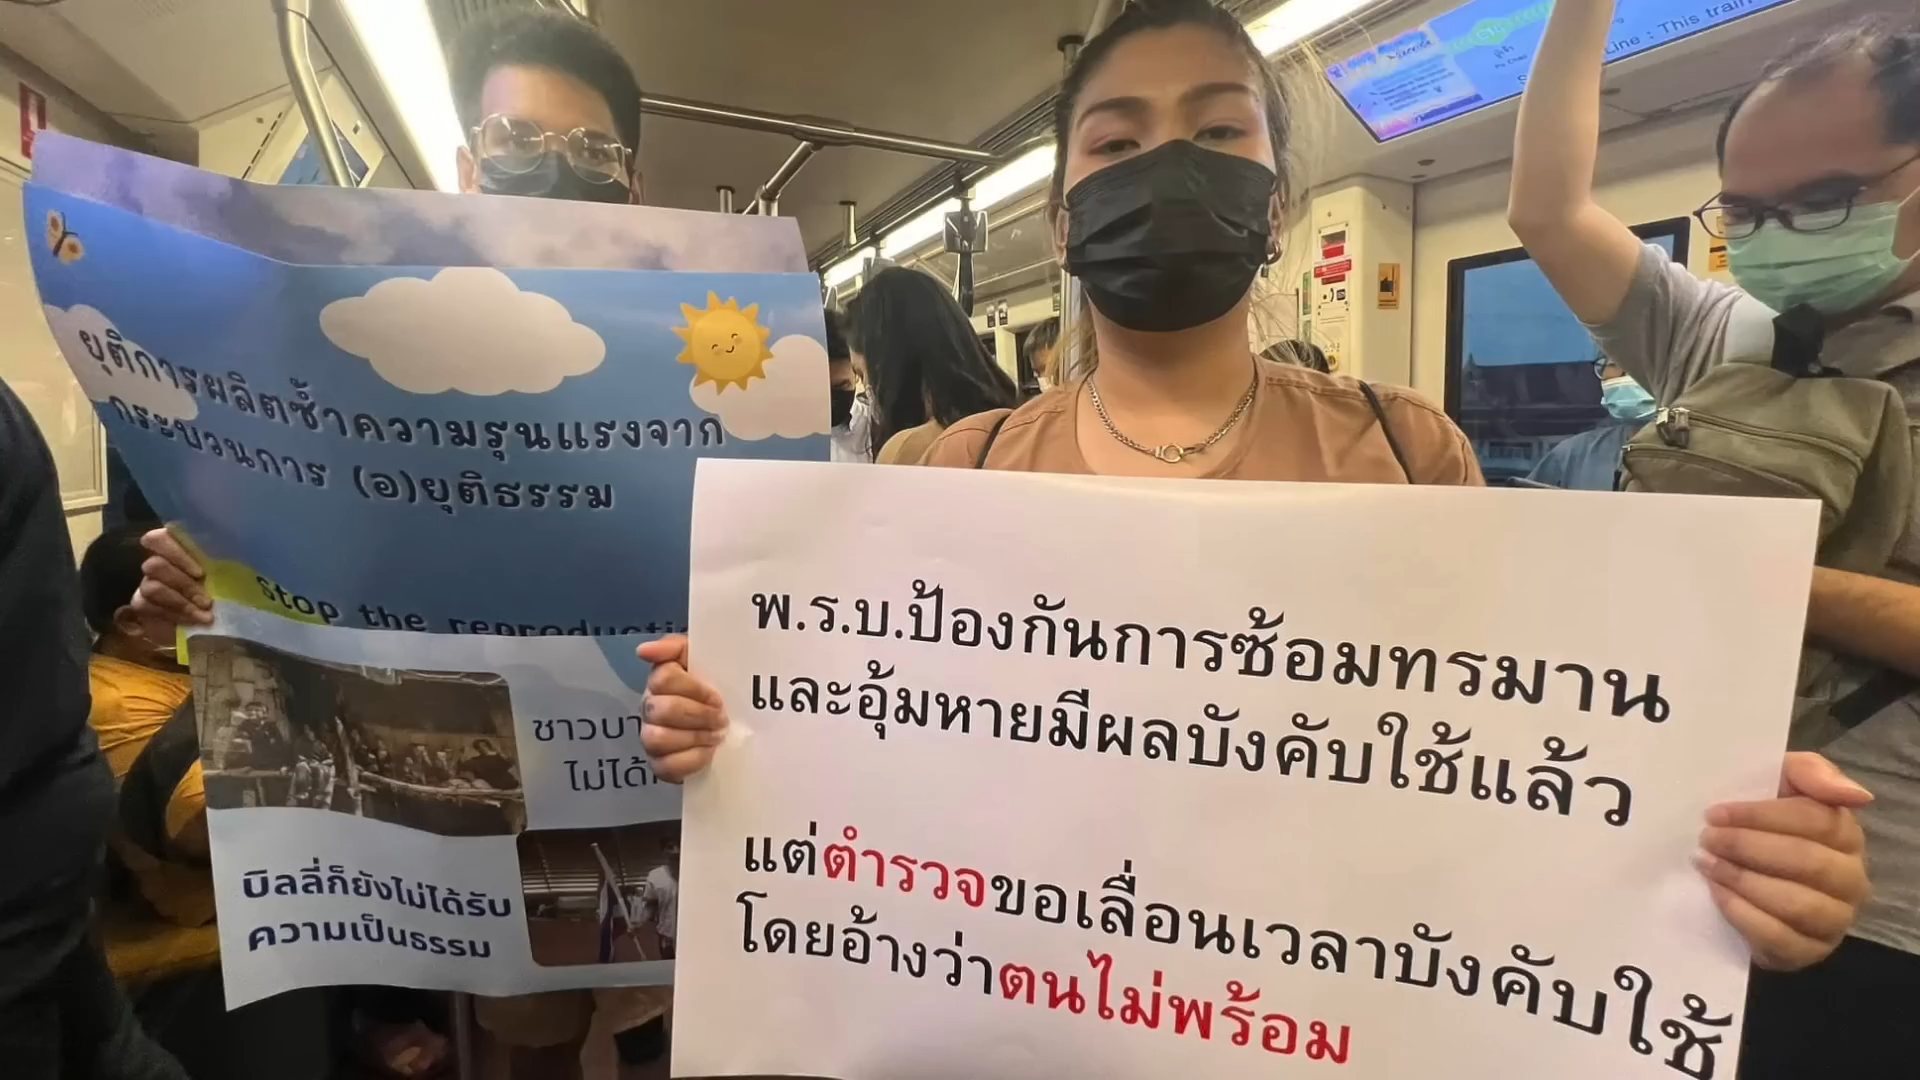 Line : This train
ยุติการผลิตซ้ำความรุนแรงจาก
กระบวนการ (อ)ยุติธรรม
stop the
ไม่ได้
บิลลี่ก็ยังไม่ได้รับ
ความเป็นธรรม
พ.ร.บ.ป้องกันการซ้อมทรมาน
และอุ้มหายมีผลบังคับใช้แล้ว
แต่ตำรวจขอเลื่อนเวลาบังคับใช้
โดยอ้างว่าตนไม่พร้อม